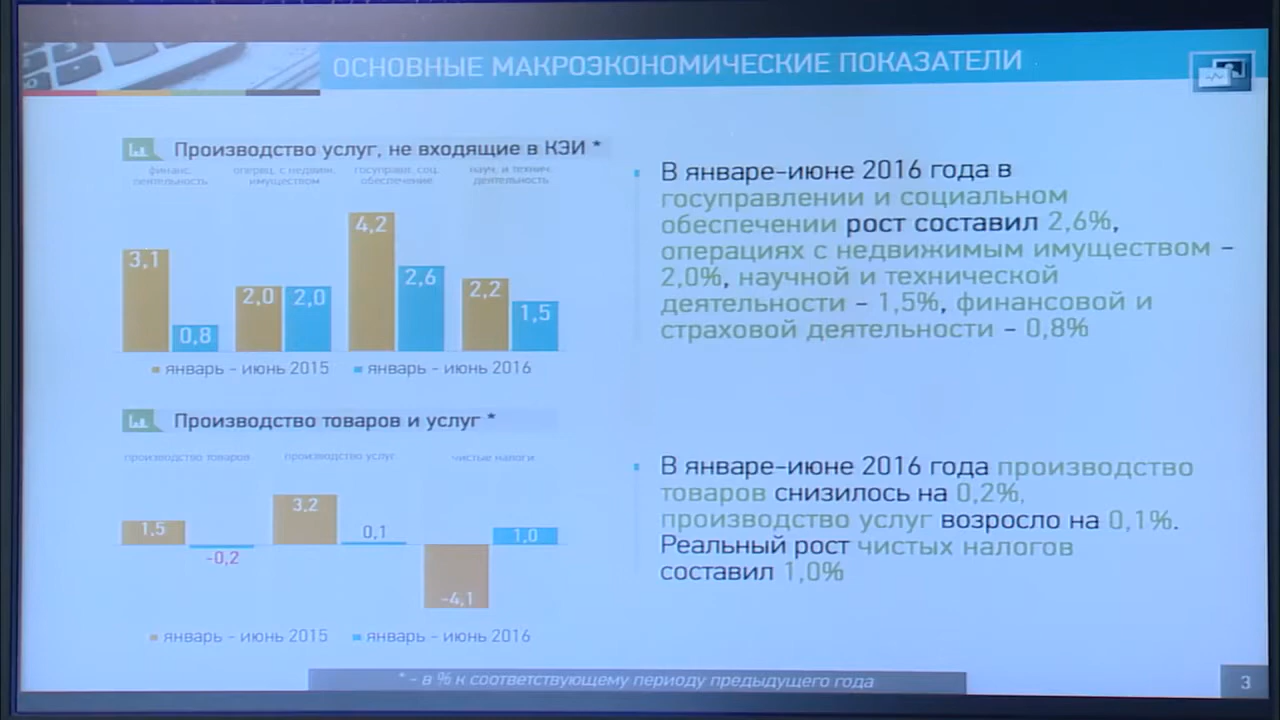 ОСНОВНЫЕ МАКРОЭКОНОМИЧЕСКИЕ ПОКАЗАТЕЛИ
Производство услуг, не входящие в КЭИ *
финанс. деятельность
операц. с недвиж. имуществом
госуправл. соц. обеспечение
науч. и технич. деятельность
3,1
0,8
2,0
2,0
4,2
2,6
2,2
1,5
январь - июнь 2015
январь - июнь 2016
В январе-июне 2016 года в
госуправлении и социальном
обеспечении рост составил 2,6%,
операциях с недвижимым имуществом –
2,0%, научной и технической
деятельности – 1,5%, финансовой и
страховой деятельности – 0,8%
Производство товаров и услуг *
производство товаров
производство услуг
чистые налоги
1,5
-0,2
3,2
0,1
-4,1
1,0
январь - июнь 2015
январь - июнь 2016
В январе-июне 2016 года производство
товаров снизилось на 0,2%,
производство услуг возросло на 0,1%.
Реальный рост чистых налогов
составил 1,0%
* - в % к соответствующему периоду предыдущего года
3